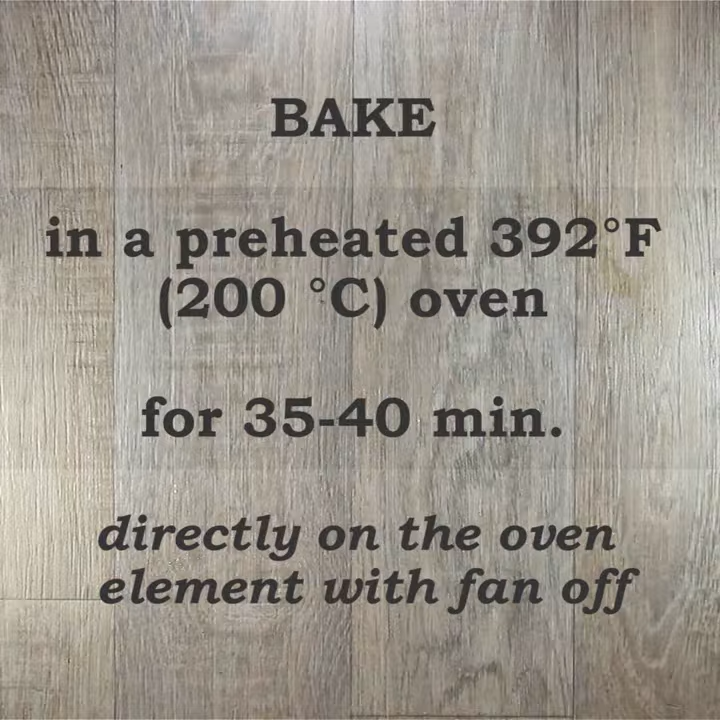 BAKE
in a preheated 392°F
(200 °C) oven
for 35-40 min.
directly on the oven
element with fan off